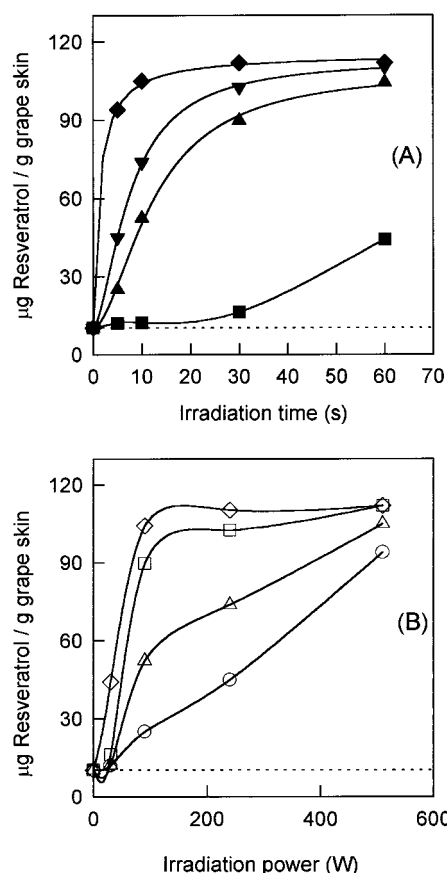 120
90
60
30
0
µg Resveratrol / g grape skin
(A)
0 10 20 30 40 50 60 70
Irradiation time (s)
120
90
60
30
0
µg Resveratrol / g grape skin
(B)
0 200 400 600
Irradiation power (W)